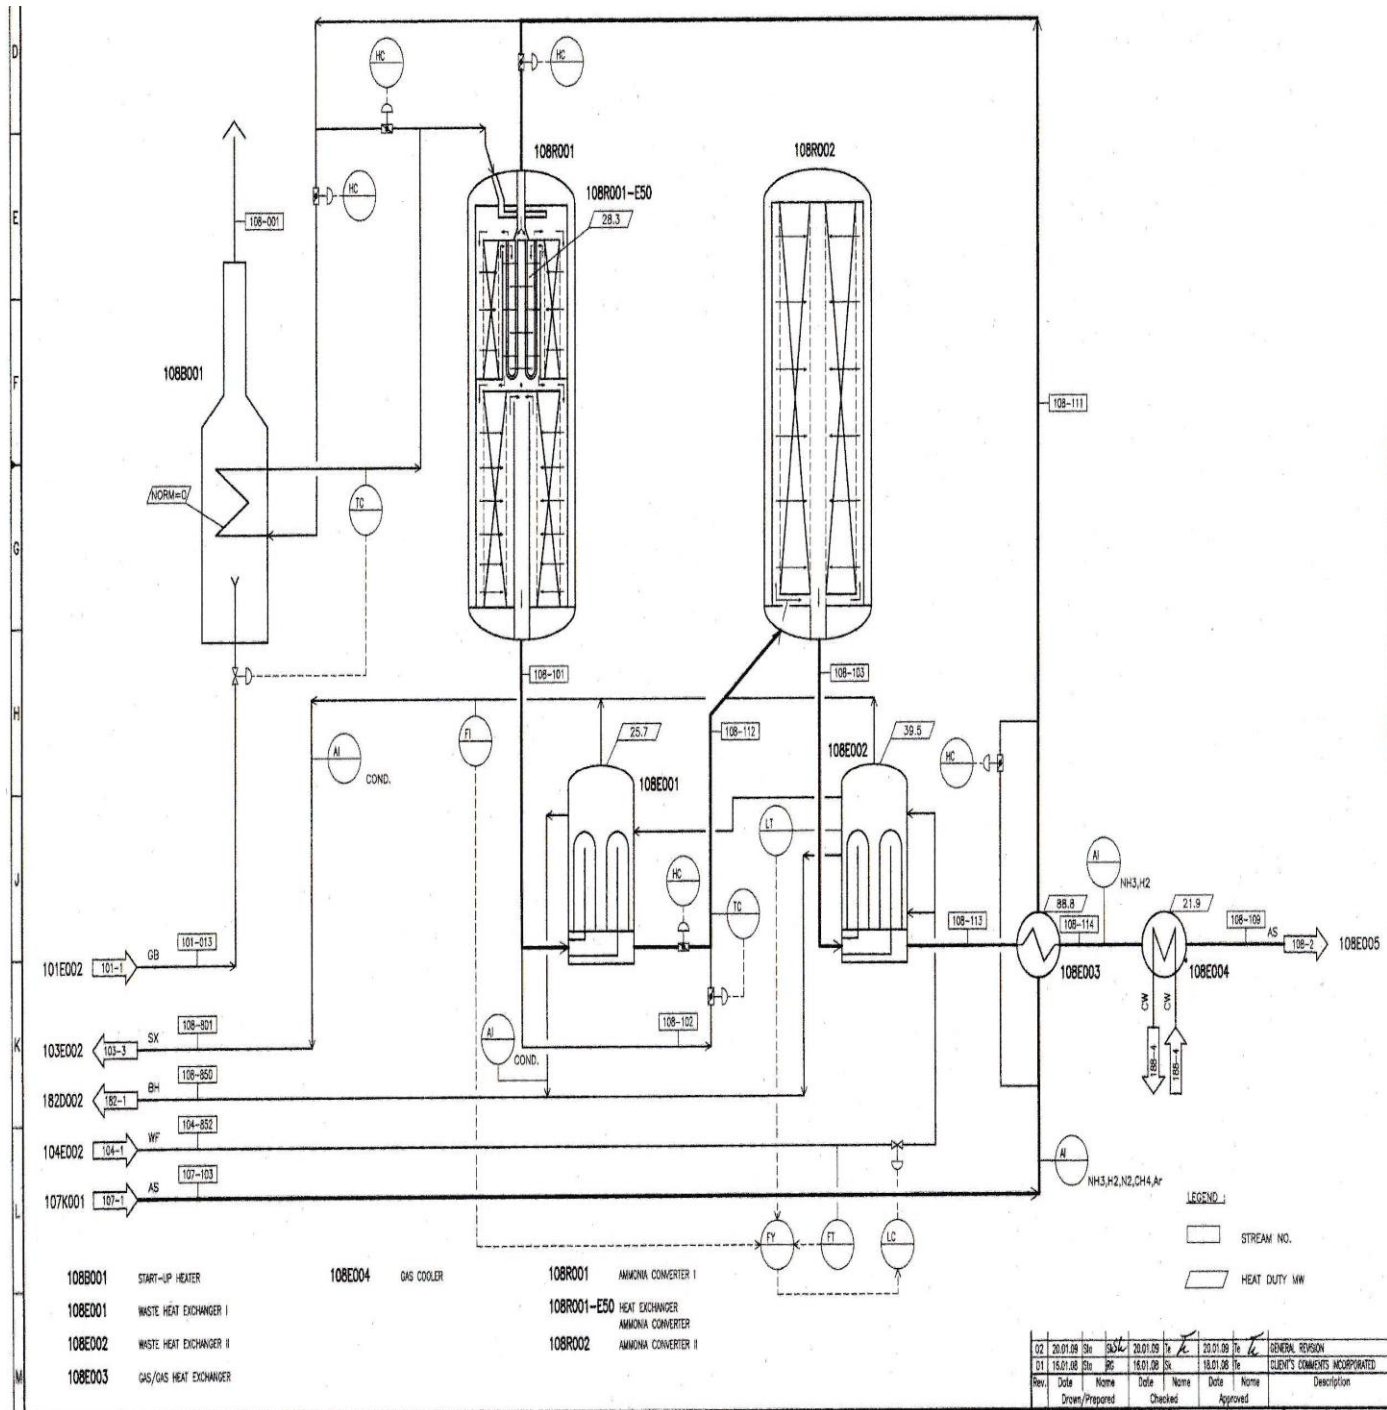 D
HC
HC
108R001
108R002
E
108-001
HC
108R001-E50
28.3
F
108B001
108-111
NORM=0
TC
G
108-101
108-103
H
FI
25.7
108-112
108E002
39.5
HC
AI
COND.
108E001
LT
AI
NH3,H2
J
HC
TC
88.8
21.9
108-113
108-114
108-109
AS
108-2
108E005
101E002
101-1
GB
101-013
108E003
108E004
CW
CW
188-4
188-4
K
103E002
103-3
SX
108-801
AI
COND.
108-102
182D002
182-1
BH
108-850
104E002
104-1
WF
104-852
AI
NH3,H2,N2,CH4,Ar
107K001
107-1
AS
107-103
L
FY
FT
LC
LEGEND :
STREAM NO.
HEAT DUTY MW
108B001 START-UP HEATER
108E004 GAS COOLER
108R001 AMMONIA CONVERTER I
108E001 WASTE HEAT EXCHANGER I
108R001-E50 HEAT EXCHANGER
AMMONIA CONVERTER
108E002 WASTE HEAT EXCHANGER II
108R002 AMMONIA CONVERTER II
108E003 GAS/GAS HEAT EXCHANGER
M
02 20.01.09 Sla 20.01.09 Te 20.01.09 Te GENERAL REVISION
01 15.01.08 Sla RG 16.01.08 Sk 18.01.08 Te CLIENT'S COMMENTS INCORPORATED
Rev. Date Name Date Name Date Name Description
Drawn/Prepared Checked Approved